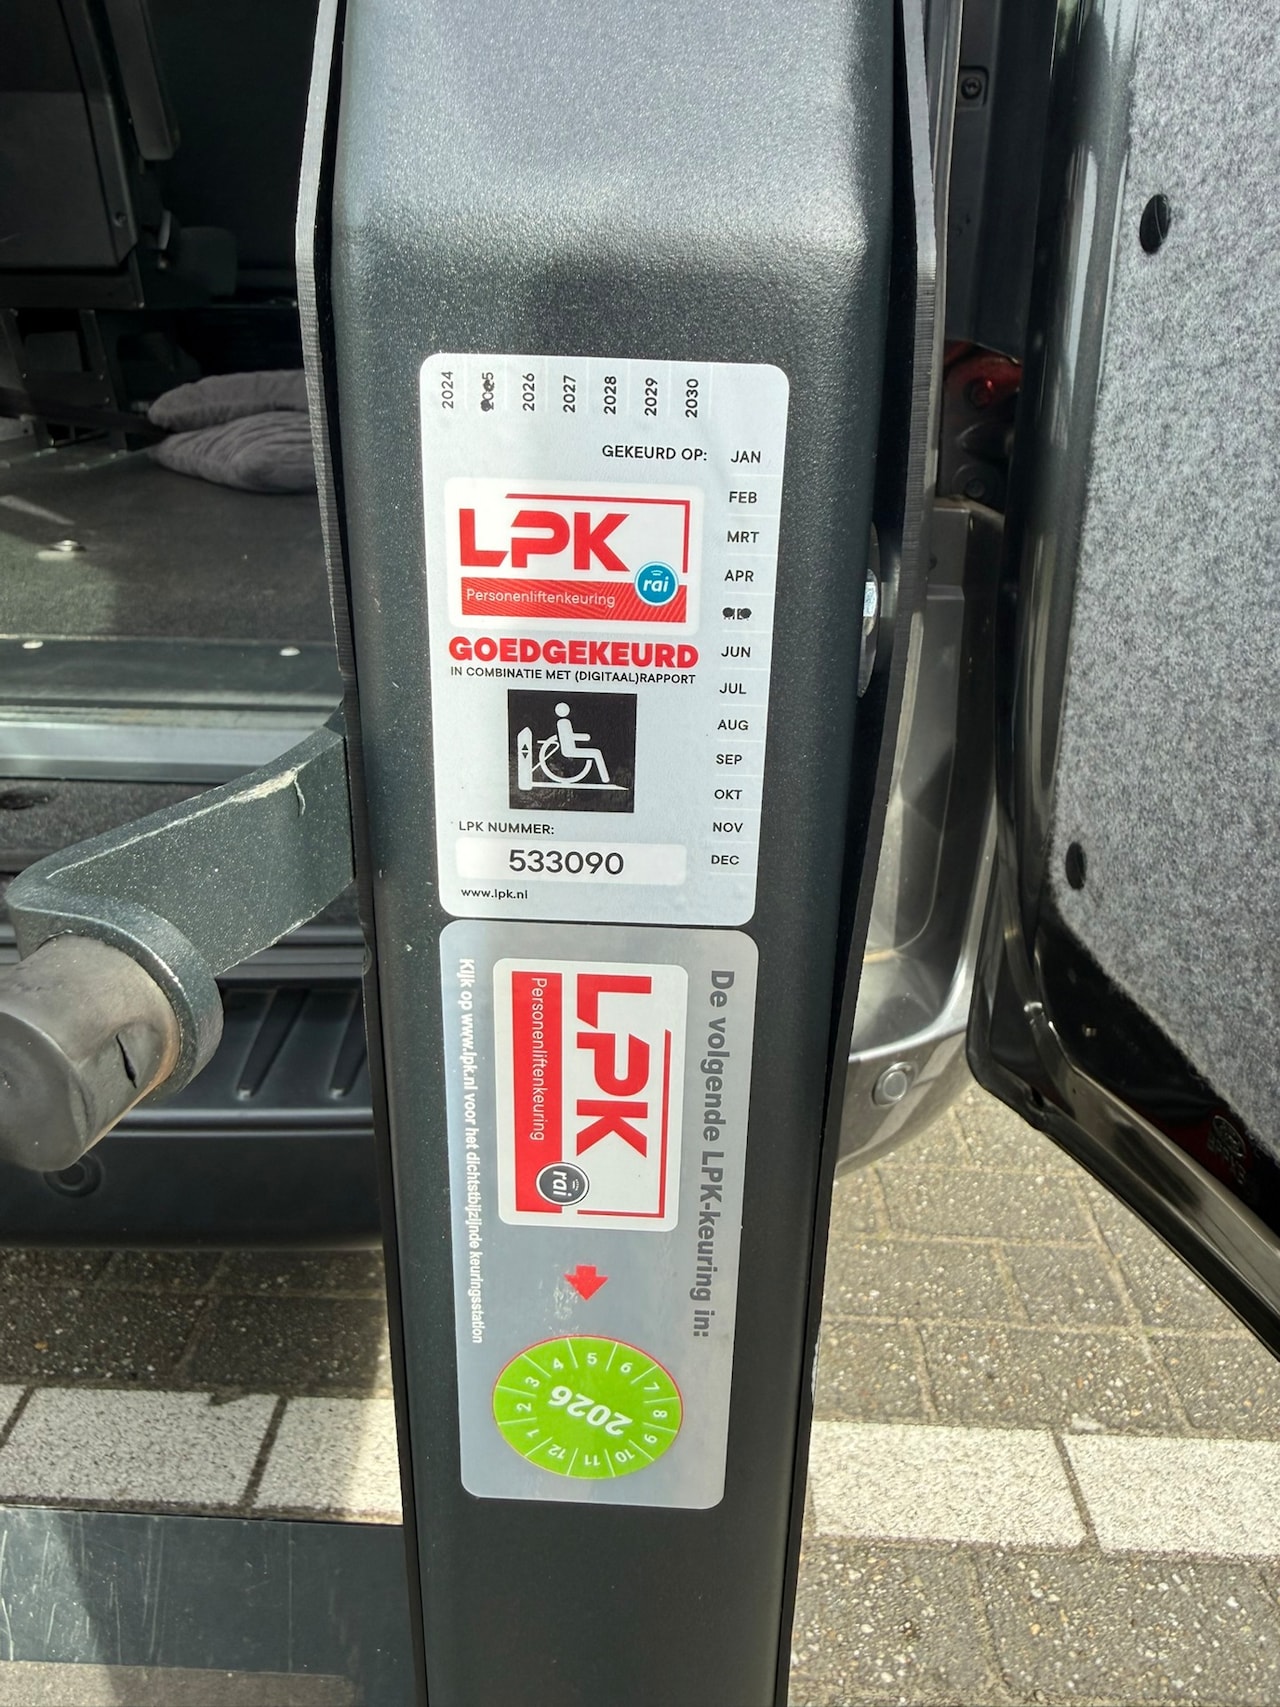 2024 2025 2026 2027 2028 2029 2030
GEKEURD OP:
JAN
FEB
MRT
APR
MEI
JUN
JUL
AUG
SEP
OKT
NOV
DEC
LPK
rai
Personenliftenkeuring
GOEDGEKEURD
IN COMBINATIE MET (DIGITAAL)RAPPORT
LPK NUMMER:
533090
www.lpk.nl
De volgende LPK-keuring in:
LPK
Personenliftenkeuring
rai
Kijk op www.lpk.nl voor het dichtstbijzijnde keuringsstation
1 2 3 4 5 6 7 8 9 10 11 12
2026